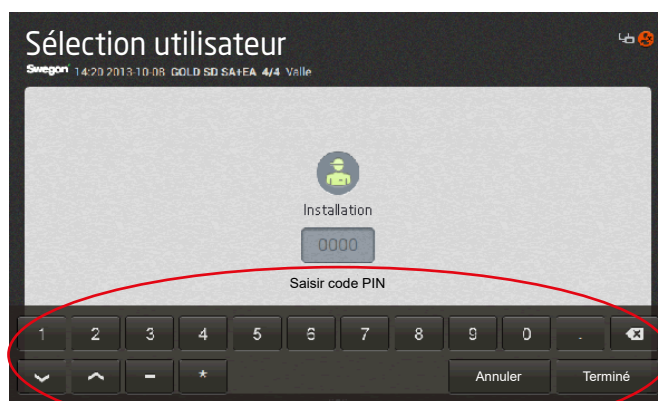 Sélection utilisateur
Swegon 14:20 2013-10-08 GOLD SD SA+EA 4/4 Valle
Installation
0000
Saisir code PIN
1 2 3 4 5 6 7 8 9 0 .
- *
Annuler Terminé